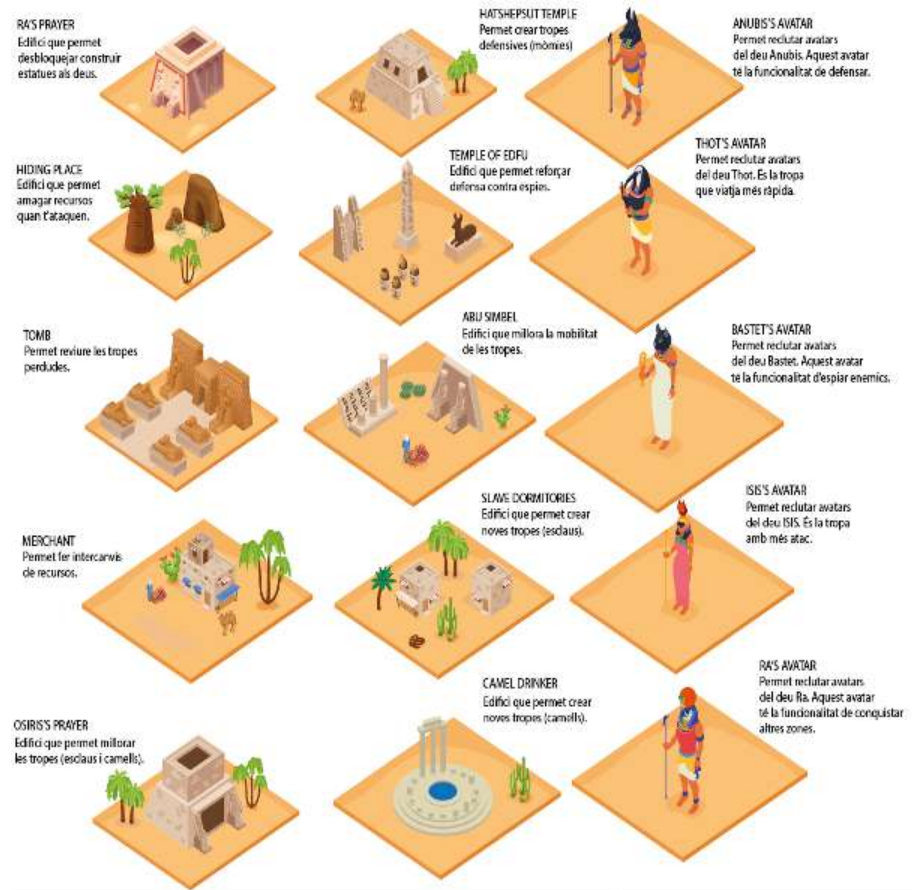 RA'S PRAYER
Edifici que permet
desbloquejar construir
estatues als deus.
HATSHEPSUT TEMPLE
Permet crear tropes
defensives (mòmies)
ANUBIS'S AVATAR
Permet reclutar avatars
del deu Anubis. Aquest avatar
té la funcionalitat de defensar.
HIDING PLACE
Edifici que permet
amagar recursos
quan t'ataquen.
TEMPLE OF EDFU
Edifici que permet reforçar
defensa contra espies.
THOT'S AVATAR
Permet reclutar avatars
del deu Thot. És la tropa
que viatja més ràpida.
TOMB
Permet reviure les tropes
perdudes.
ABU SIMBEL
Edifici que millora la mobilitat
de les tropes.
BASTET'S AVATAR
Permet reclutar avatars
del deu Bastet. Aquest avatar
te la funcionalitat d'espiar enemics.
MERCHANT
Permet fer intercanvis
de recursos.
SLAVE DORMITORIES
Edifici que permet crear
noves tropes (esclaus).
ISIS'S AVATAR
Permet reclutar avatars
del deu ISIS. És la tropa
amb més atac.
OSIRIS'S PRAYER
Edifici que permet millorar
les tropes (esclaus i camells).
CAMEL DRINKER
Edifici que permet crear
noves tropes (camells).
RA'S AVATAR
Permet reclutar avatars
del deu Ra. Aquest avatar
té la funcionalitat de conquistar
altres zones.